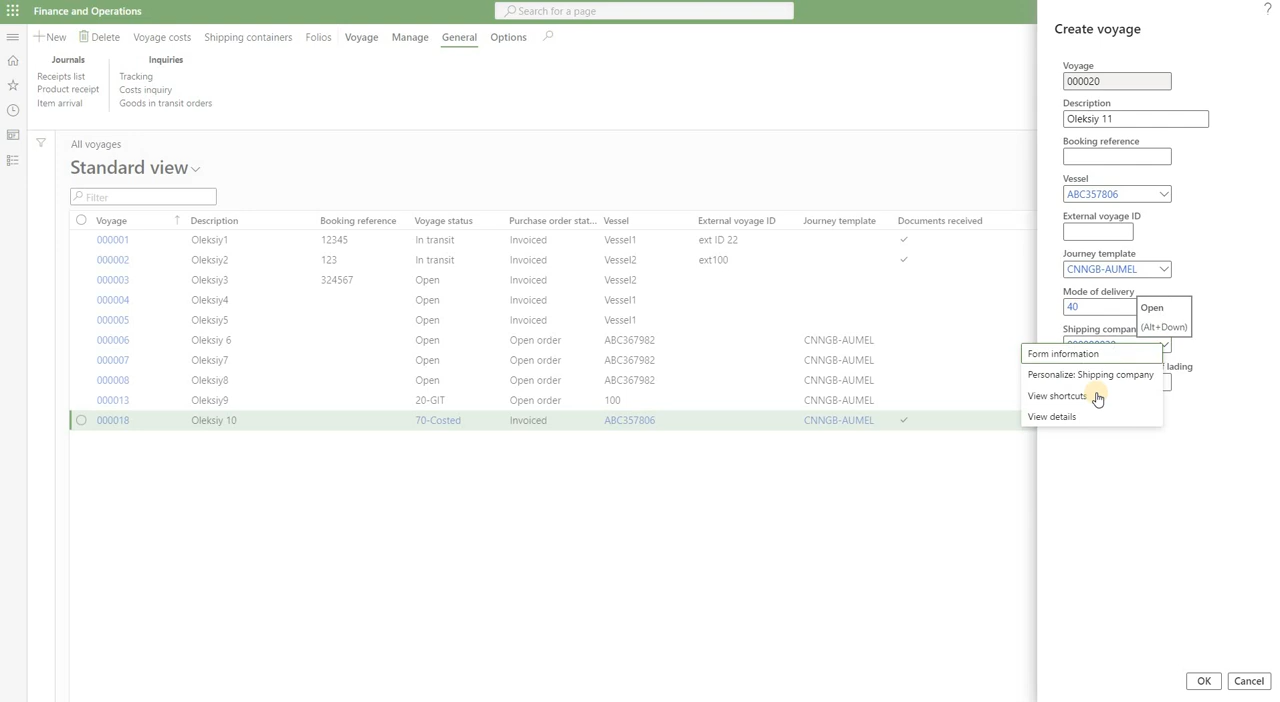 Finance and Operations
Search for a page
?
New Delete Voyage costs Shipping containers Folios Voyage Manage General Options
Journals
Receipts list
Product receipt
Item arrival
Inquiries
Tracking
Costs inquiry
Goods in transit orders
All voyages
Standard view
Filter
Voyage Description Booking reference Voyage status Purchase order stat... Vessel External voyage ID Journey template Documents received
000001 Oleksiy1 12345 In transit Invoiced Vessel1 ext ID 22
000002 Oleksiy2 123 In transit Invoiced Vessel2 ext100
000003 Oleksiy3 324567 Open Invoiced Vessel2
000004 Oleksiy4 Open Invoiced Vessel1
000005 Oleksiy5 Open Invoiced Vessel1
000006 Oleksiy 6 Open Open order ABC367982 CNNGB-AUMEL
000007 Oleksiy7 Open Open order ABC367982 CNNGB-AUMEL
000008 Oleksiy8 Open Open order ABC367982 CNNGB-AUMEL
000013 Oleksiy9 20-GIT Open order 100 CNNGB-AUMEL
000018 Oleksiy 10 70-Costed Invoiced ABC357806 CNNGB-AUMEL
Create voyage
Voyage
000020
Description
Oleksiy 11
Booking reference
Vessel
ABC357806
External voyage ID
Journey template
CNNGB-AUMEL
Mode of delivery
40
Open
(Alt+Down)
Shipping compan
Form information
Personalize: Shipping company
View shortcuts
View details
of lading
OK Cancel